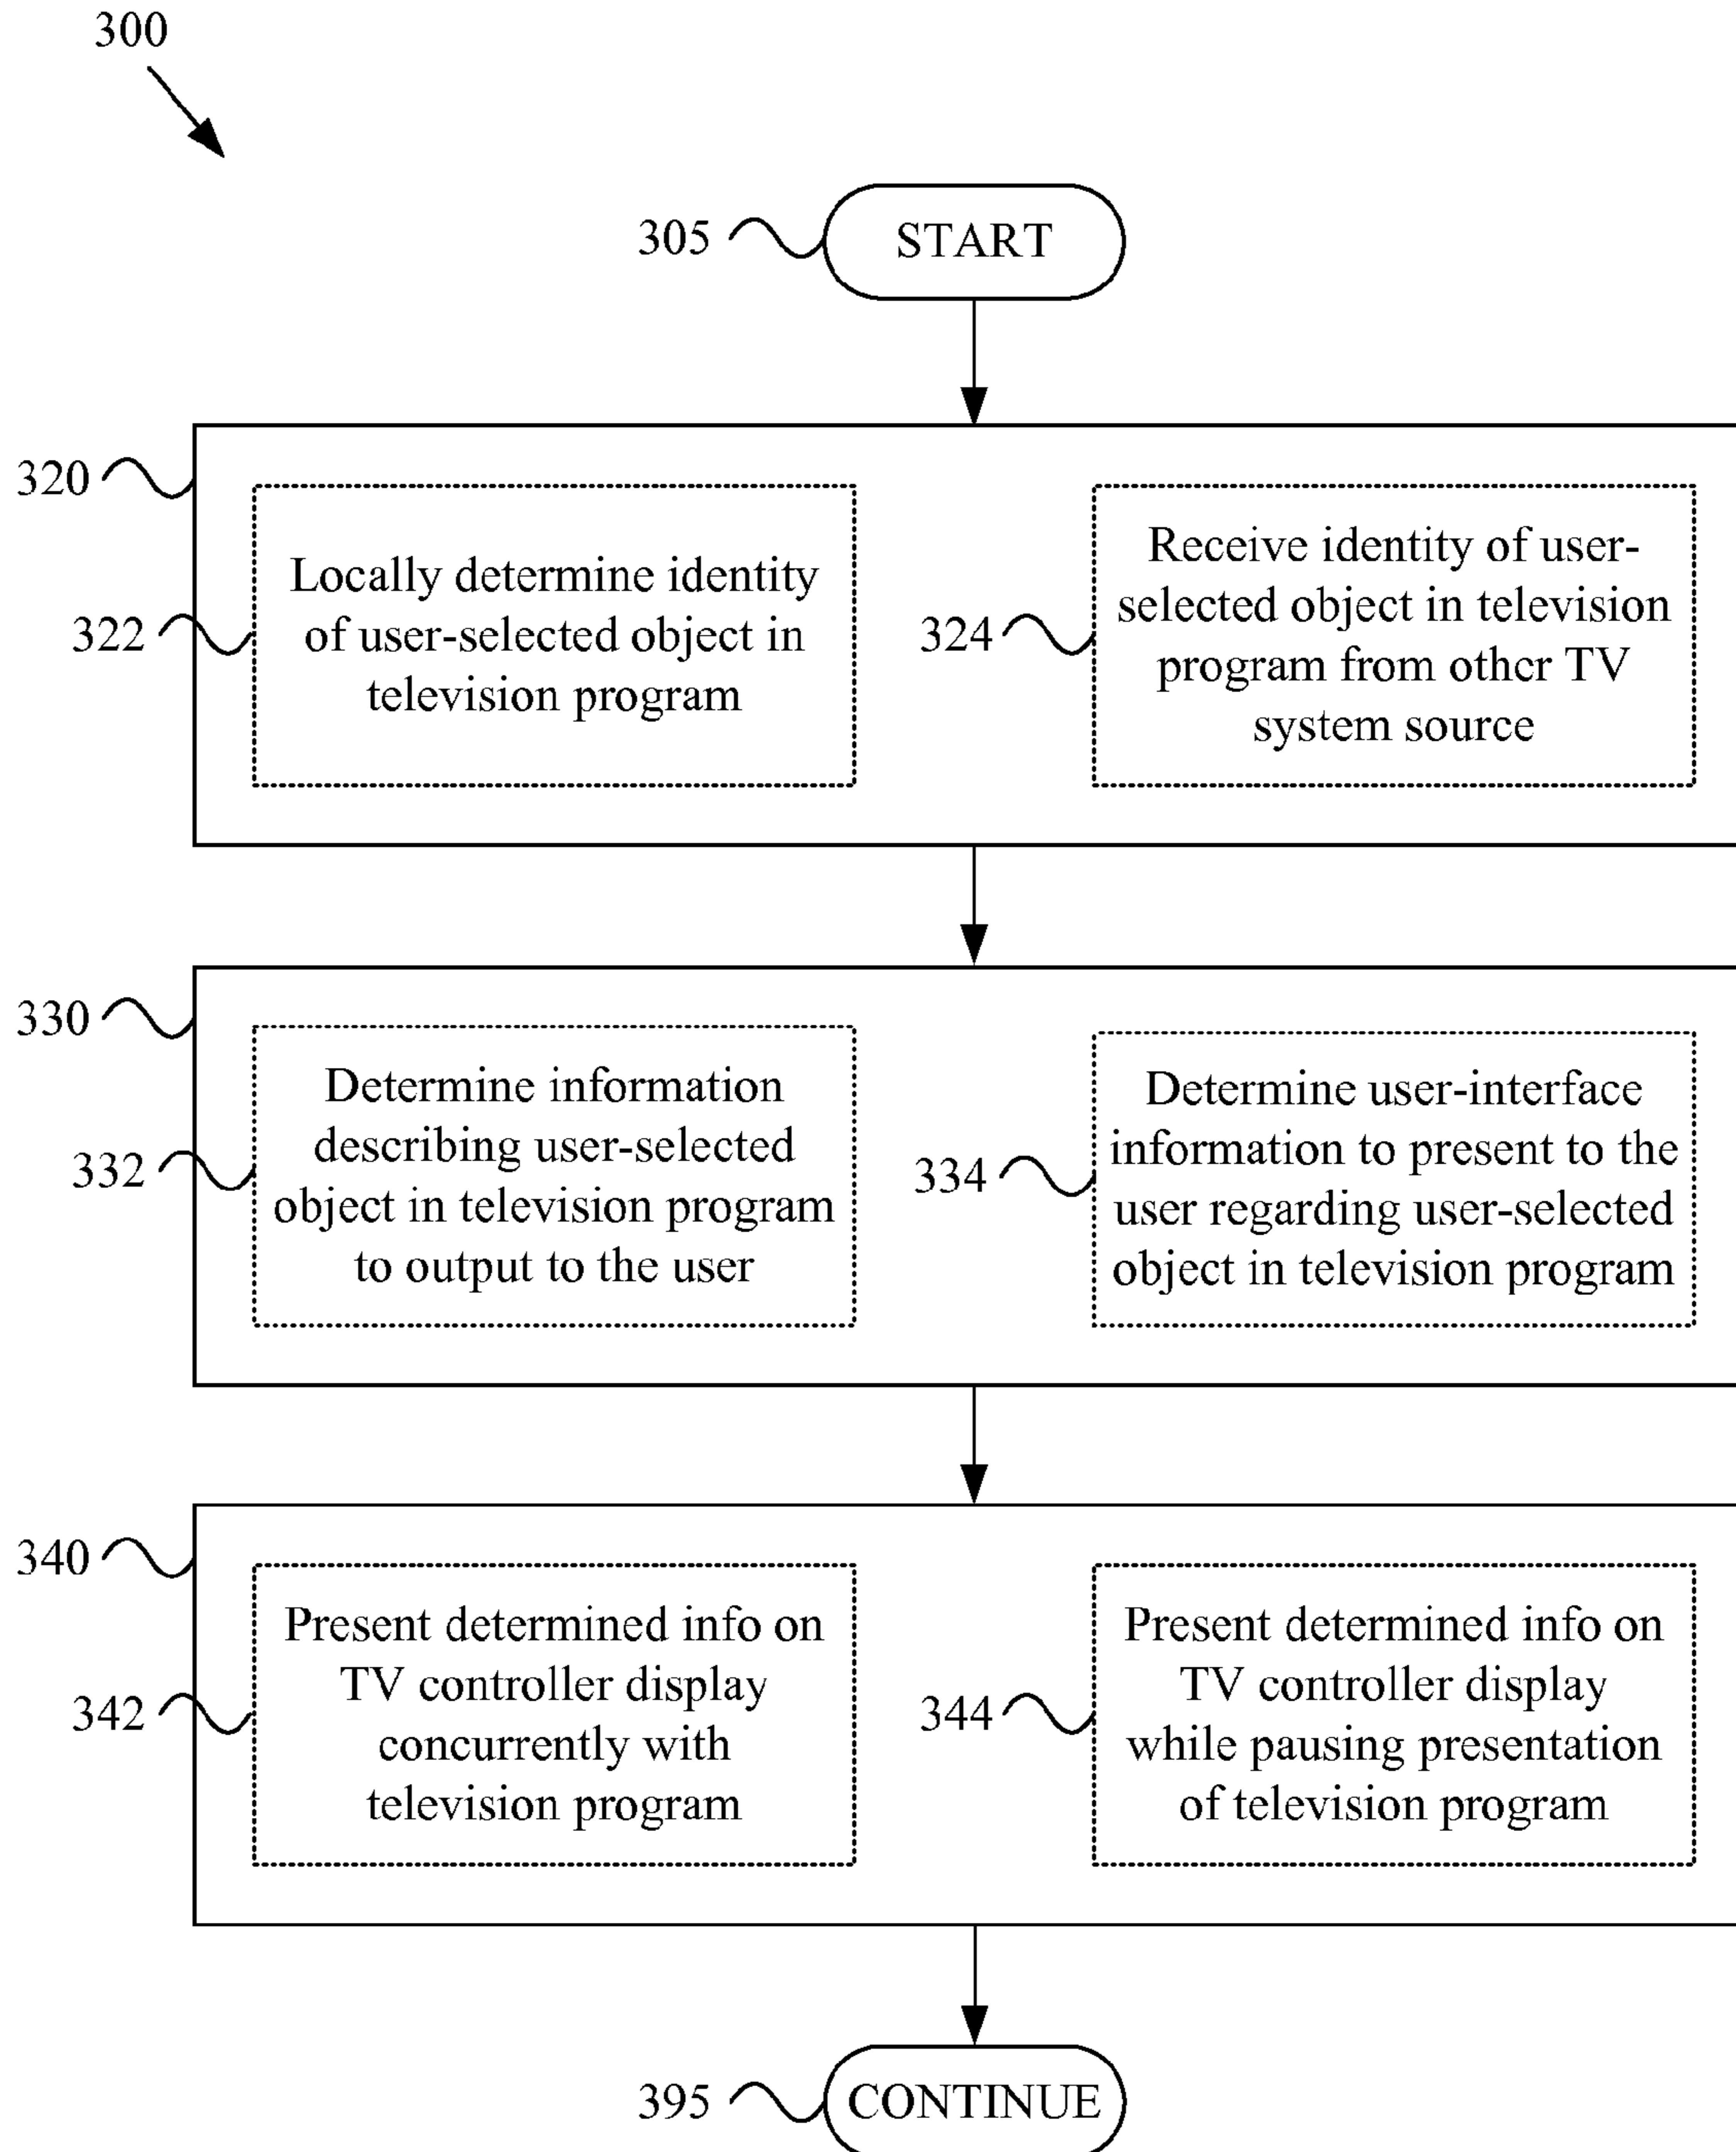 300
305
START
320
322
Locally determine identity
of user-selected object in
television program
324
Receive identity of user-
selected object in television
program from other TV
system source
330
332
Determine information
describing user-selected
object in television program
to output to the user
334
Determine user-interface
information to present to the
user regarding user-selected
object in television program
340
342
Present determined info on
TV controller display
concurrently with
television program
344
Present determined info on
TV controller display
while pausing presentation
of television program
395
CONTINUE